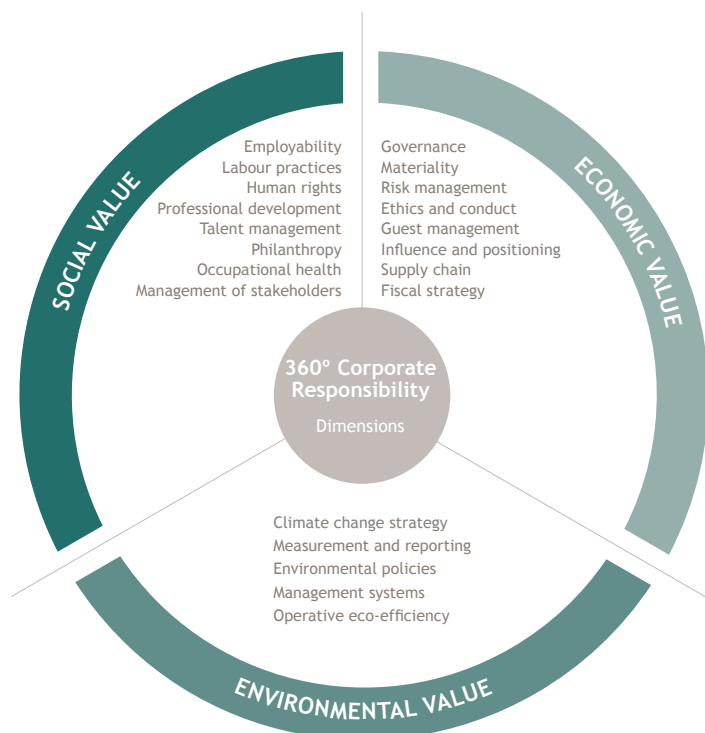 SOCIAL VALUE
Employability
Labour practices
Human rights
Professional development
Talent management
Philanthropy
Occupational health
Management of stakeholders
ECONOMIC VALUE
Governance
Materiality
Risk management
Ethics and conduct
Guest management
Influence and positioning
Supply chain
Fiscal strategy
360º Corporate
Responsibility
Dimensions
Climate change strategy
Measurement and reporting
Environmental policies
Management systems
Operative eco-efficiency
ENVIRONMENTAL VALUE